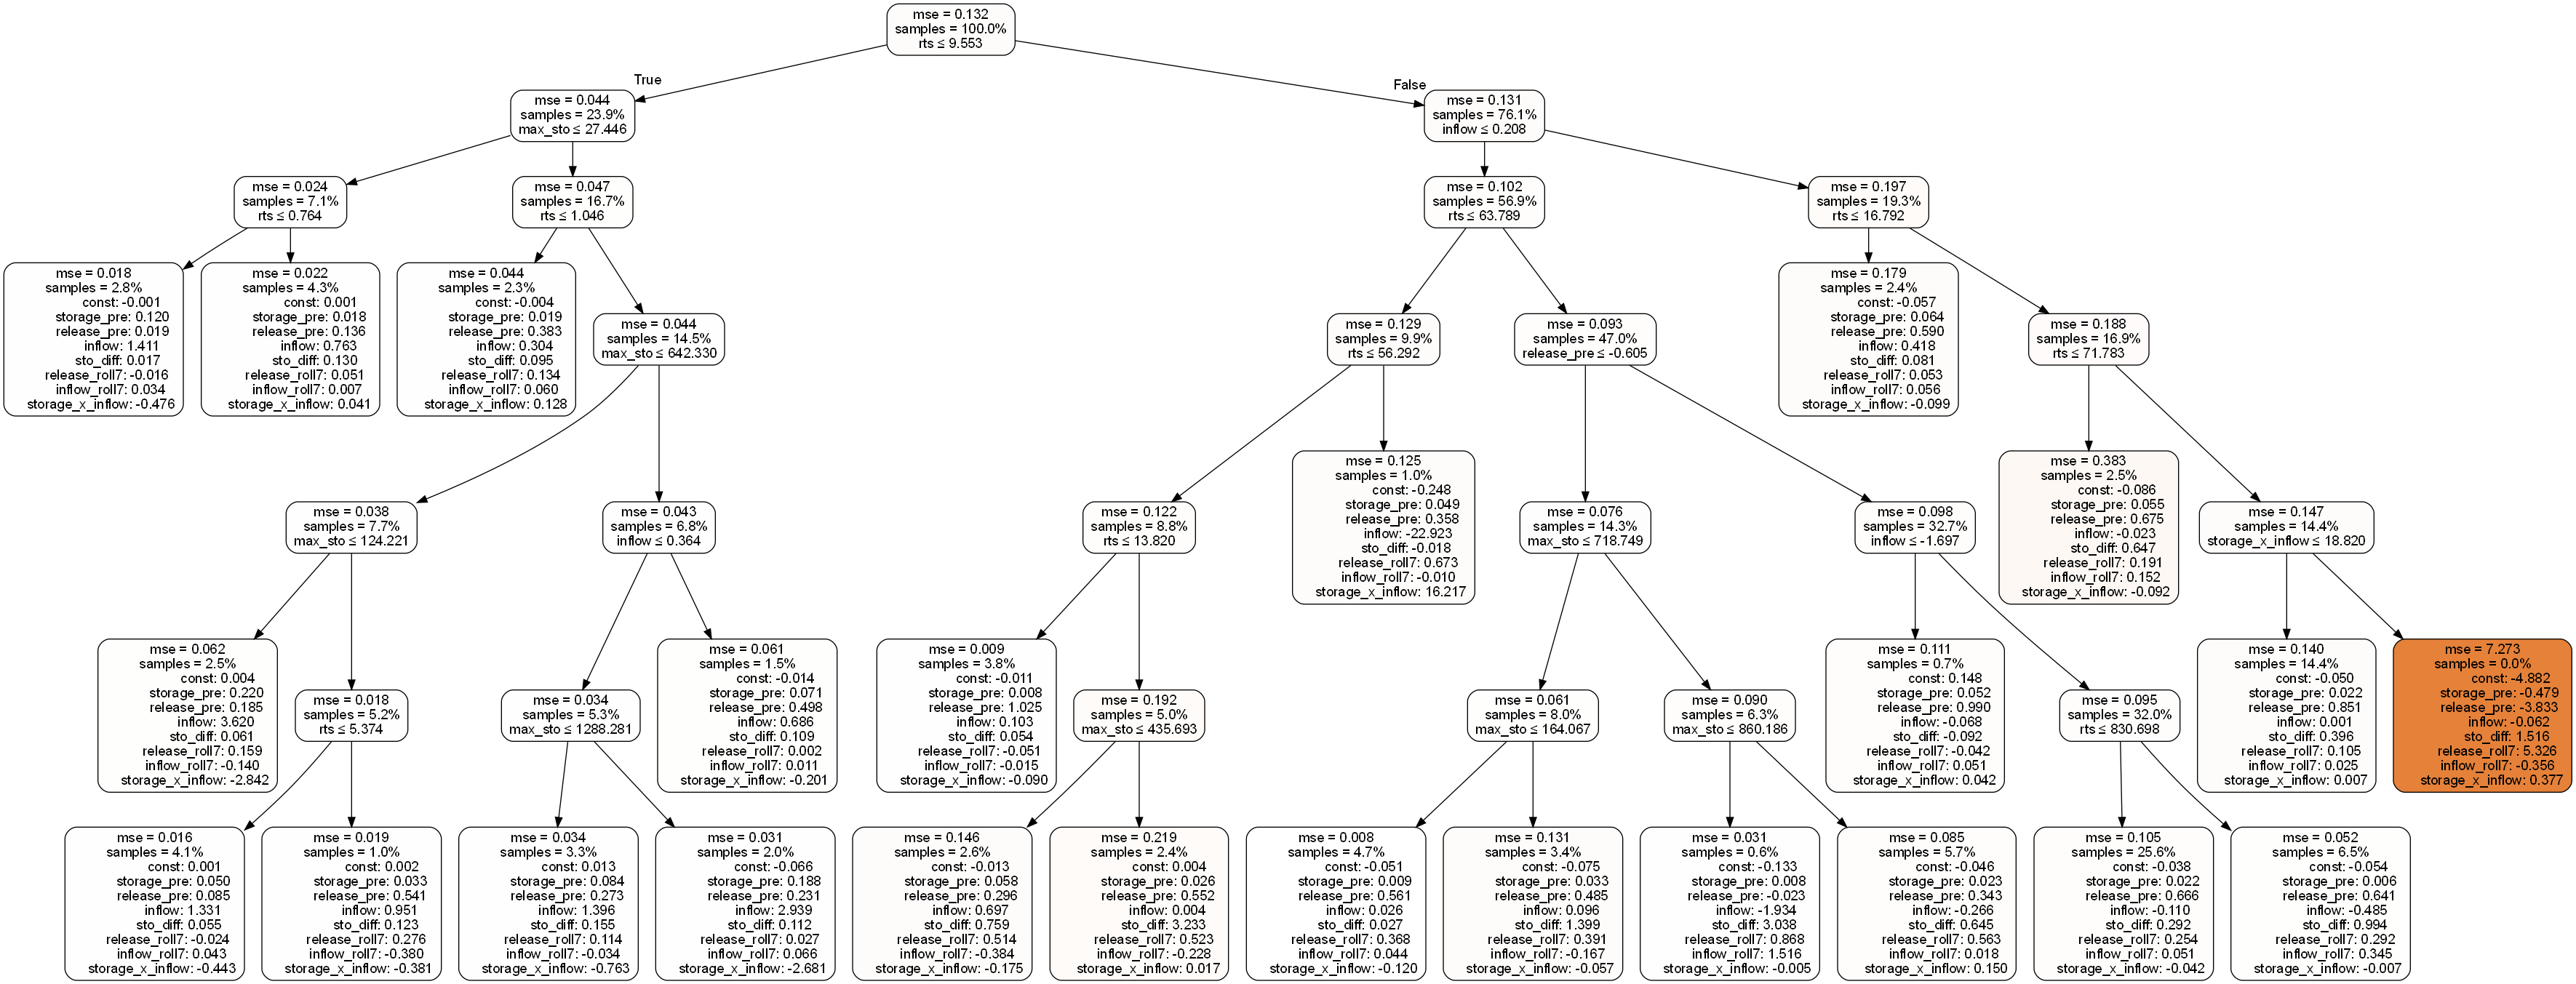 mse = 0.132
samples = 100.0%
rts ≤ 9.553
True
False
mse = 0.044
samples = 23.9%
max_sto ≤ 27.446
mse = 0.131
samples = 76.1%
inflow ≤ 0.208
mse = 0.024
samples = 7.1%
rts ≤ 0.764
mse = 0.047
samples = 16.7%
rts ≤ 1.046
mse = 0.102
samples = 56.9%
rts ≤ 63.789
mse = 0.197
samples = 19.3%
rts ≤ 16.792
mse = 0.018
samples = 2.8%
const: -0.001
storage_pre: 0.120
release_pre: 0.019
inflow: 1.411
sto_diff: 0.017
release_roll7: -0.016
inflow_roll7: 0.034
storage_x_inflow: -0.476
mse = 0.022
samples = 4.3%
const: 0.001
storage_pre: 0.018
release_pre: 0.136
inflow: 0.763
sto_diff: 0.130
release_roll7: 0.051
inflow_roll7: 0.007
storage_x_inflow: 0.041
mse = 0.044
samples = 2.3%
const: -0.004
storage_pre: 0.019
release_pre: 0.383
inflow: 0.304
sto_diff: 0.095
release_roll7: 0.134
inflow_roll7: 0.060
storage_x_inflow: 0.128
mse = 0.044
samples = 14.5%
max_sto ≤ 642.330
mse = 0.129
samples = 9.9%
rts ≤ 56.292
mse = 0.093
samples = 47.0%
release_pre ≤ -0.605
mse = 0.179
samples = 2.4%
const: -0.057
storage_pre: 0.064
release_pre: 0.590
inflow: 0.418
sto_diff: 0.081
release_roll7: 0.053
inflow_roll7: 0.056
storage_x_inflow: -0.099
mse = 0.188
samples = 16.9%
rts ≤ 71.783
mse = 0.038
samples = 7.7%
max_sto ≤ 124.221
mse = 0.043
samples = 6.8%
inflow ≤ 0.364
mse = 0.122
samples = 8.8%
rts ≤ 13.820
mse = 0.125
samples = 1.0%
const: -0.248
storage_pre: 0.049
release_pre: 0.358
inflow: -22.923
sto_diff: -0.018
release_roll7: 0.673
inflow_roll7: -0.010
storage_x_inflow: 16.217
mse = 0.076
samples = 14.3%
max_sto ≤ 718.749
mse = 0.098
samples = 32.7%
inflow ≤ -1.697
mse = 0.383
samples = 2.5%
const: -0.086
storage_pre: 0.055
release_pre: 0.675
inflow: -0.023
sto_diff: 0.647
release_roll7: 0.191
inflow_roll7: 0.152
storage_x_inflow: -0.092
mse = 0.147
samples = 14.4%
storage_x_inflow ≤ 18.820
mse = 0.062
samples = 2.5%
const: 0.004
storage_pre: 0.220
release_pre: 0.185
inflow: 3.620
sto_diff: 0.061
release_roll7: 0.159
inflow_roll7: -0.140
storage_x_inflow: -2.842
mse = 0.018
samples = 5.2%
rts ≤ 5.374
mse = 0.034
samples = 5.3%
max_sto ≤ 1288.281
mse = 0.061
samples = 1.5%
const: -0.014
storage_pre: 0.071
release_pre: 0.498
inflow: 0.686
sto_diff: 0.109
release_roll7: 0.002
inflow_roll7: 0.011
storage_x_inflow: -0.201
mse = 0.009
samples = 3.8%
const: -0.011
storage_pre: 0.008
release_pre: 1.025
inflow: 0.103
sto_diff: 0.054
release_roll7: -0.051
inflow_roll7: -0.015
storage_x_inflow: -0.090
mse = 0.192
samples = 5.0%
max_sto ≤ 435.693
mse = 0.061
samples = 8.0%
max_sto ≤ 164.067
mse = 0.090
samples = 6.3%
max_sto ≤ 860.186
mse = 0.111
samples = 0.7%
const: 0.148
storage_pre: 0.052
release_pre: 0.990
inflow: -0.068
sto_diff: -0.092
release_roll7: -0.042
inflow_roll7: 0.051
storage_x_inflow: 0.042
mse = 0.095
samples = 32.0%
rts ≤ 830.698
mse = 0.140
samples = 14.4%
const: -0.050
storage_pre: 0.022
release_pre: 0.851
inflow: 0.001
sto_diff: 0.396
release_roll7: 0.105
inflow_roll7: 0.025
storage_x_inflow: 0.007
mse = 7.273
samples = 0.0%
const: -4.882
storage_pre: -0.479
release_pre: -3.833
inflow: -0.062
sto_diff: 1.516
release_roll7: 5.326
inflow_roll7: -0.356
storage_x_inflow: 0.377
mse = 0.016
samples = 4.1%
const: 0.001
storage_pre: 0.050
release_pre: 0.085
inflow: 1.331
sto_diff: 0.055
release_roll7: -0.024
inflow_roll7: 0.043
storage_x_inflow: -0.443
mse = 0.019
samples = 1.0%
const: 0.002
storage_pre: 0.033
release_pre: 0.541
inflow: 0.951
sto_diff: 0.123
release_roll7: 0.276
inflow_roll7: -0.380
storage_x_inflow: -0.381
mse = 0.034
samples = 3.3%
const: 0.013
storage_pre: 0.084
release_pre: 0.273
inflow: 1.396
sto_diff: 0.155
release_roll7: 0.114
inflow_roll7: -0.034
storage_x_inflow: -0.763
mse = 0.031
samples = 2.0%
const: -0.066
storage_pre: 0.188
release_pre: 0.231
inflow: 2.939
sto_diff: 0.112
release_roll7: 0.027
inflow_roll7: 0.066
storage_x_inflow: -2.681
mse = 0.146
samples = 2.6%
const: -0.013
storage_pre: 0.058
release_pre: 0.296
inflow: 0.697
sto_diff: 0.759
release_roll7: 0.514
inflow_roll7: -0.384
storage_x_inflow: -0.175
mse = 0.219
samples = 2.4%
const: 0.004
storage_pre: 0.026
release_pre: 0.552
inflow: 0.004
sto_diff: 3.233
release_roll7: 0.523
inflow_roll7: -0.228
storage_x_inflow: 0.017
mse = 0.008
samples = 4.7%
const: -0.051
storage_pre: 0.009
release_pre: 0.561
inflow: 0.026
sto_diff: 0.027
release_roll7: 0.368
inflow_roll7: 0.044
storage_x_inflow: -0.120
mse = 0.131
samples = 3.4%
const: -0.075
storage_pre: 0.033
release_pre: 0.485
inflow: 0.096
sto_diff: 1.399
release_roll7: 0.391
inflow_roll7: -0.167
storage_x_inflow: -0.057
mse = 0.031
samples = 0.6%
const: -0.133
storage_pre: 0.008
release_pre: -0.023
inflow: -1.934
sto_diff: 3.038
release_roll7: 0.868
inflow_roll7: 1.516
storage_x_inflow: -0.005
mse = 0.085
samples = 5.7%
const: -0.046
storage_pre: 0.023
release_pre: 0.343
inflow: -0.266
sto_diff: 0.645
release_roll7: 0.563
inflow_roll7: 0.018
storage_x_inflow: 0.150
mse = 0.105
samples = 25.6%
const: -0.038
storage_pre: 0.022
release_pre: 0.666
inflow: -0.110
sto_diff: 0.292
release_roll7: 0.254
inflow_roll7: 0.051
storage_x_inflow: -0.042
mse = 0.052
samples = 6.5%
const: -0.054
storage_pre: 0.006
release_pre: 0.641
inflow: -0.485
sto_diff: 0.994
release_roll7: 0.292
inflow_roll7: 0.345
storage_x_inflow: -0.007